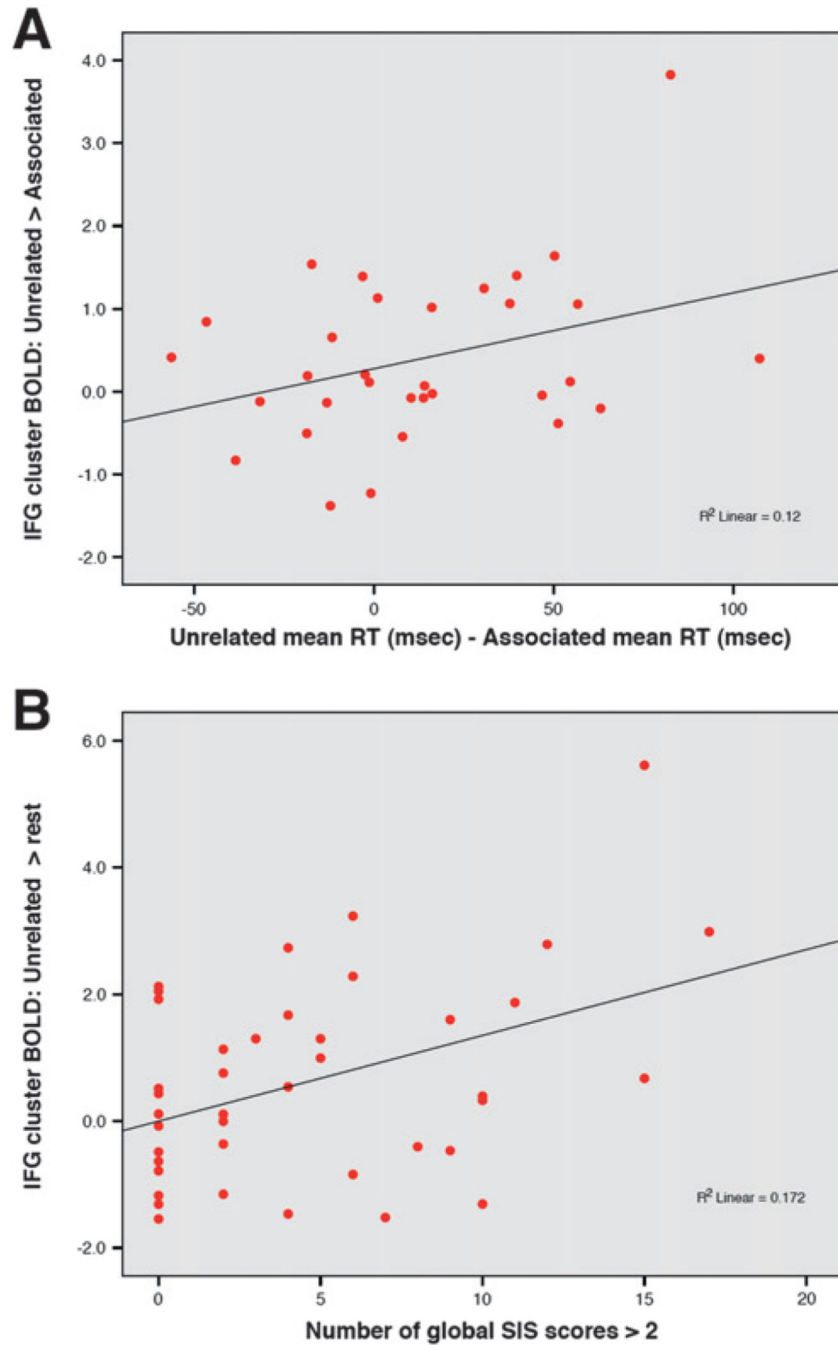 A
IFG cluster BOLD: Unrelated > Associated
4.0
3.0
2.0
1.0
0.0
-1.0
-2.0
R2 Linear = 0.12
-50 0 50 100
Unrelated mean RT (msec) - Associated mean RT (msec)
B
IFG cluster BOLD: Unrelated > rest
6.0
4.0
2.0
0.0
-2.0
R2 Linear = 0.172
0 5 10 15 20
Number of global SIS scores > 2